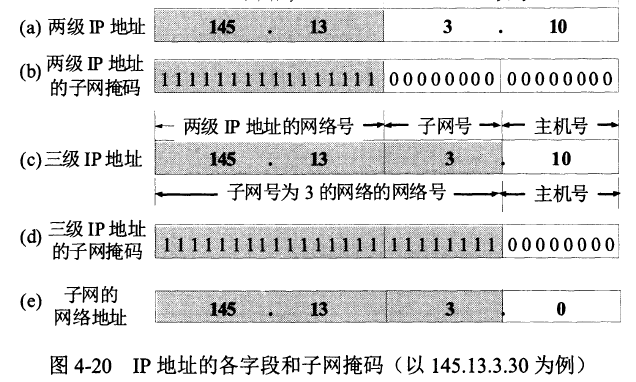 (a) 两级 IP 地址 145 . 13 3 . 10
(b) 两级 IP 地址 1111111111111111 00000000 00000000
的子网掩码
两级 IP 地址的网络号 子网号 主机号
(c) 三级 IP 地址 145 . 13 3 . 10
子网号为 3 的网络的网络号 主机号
(d) 三级 IP 地址 1111111111111111 11111111 00000000
的子网掩码
(e) 子网的 145 . 13 3 . 0
网络地址
图 4-20 IP 地址的各字段和子网掩码（以 145.13.3.30 为例）